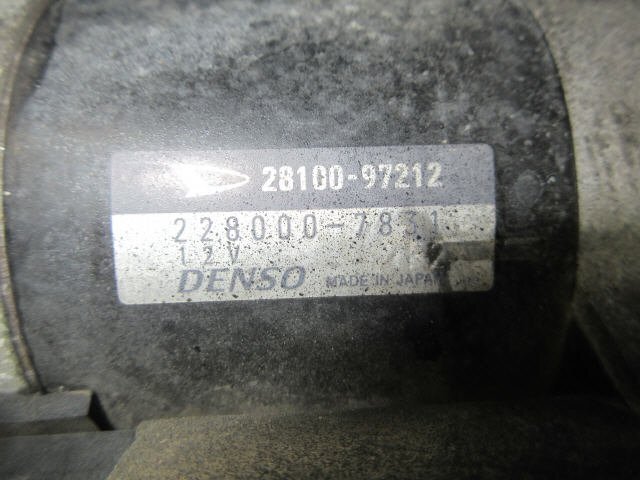 28100-97212
228000-7831
12V
DENSO MADE IN JAPAN